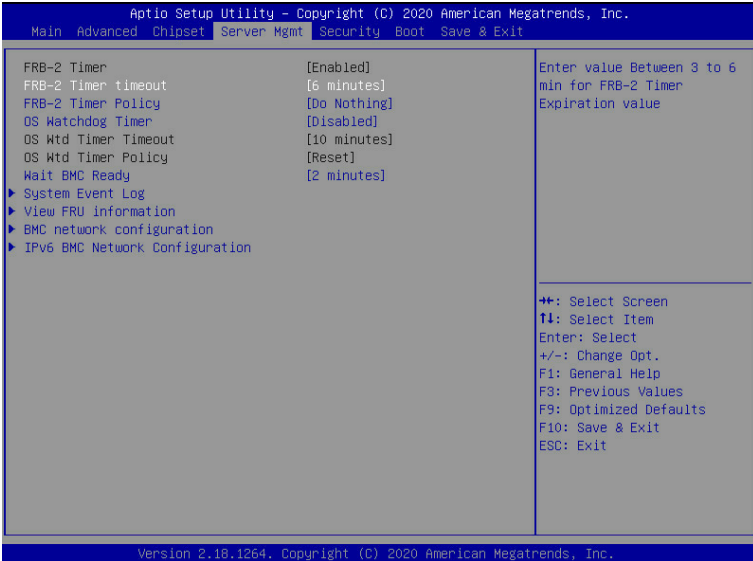 Aptio Setup Utility – Copyright (C) 2020 American Megatrends, Inc.
Main Advanced Chipset Server Mgmt Security Boot Save & Exit
FRB-2 Timer [Enabled]
FRB-2 Timer timeout [6 minutes]
FRB-2 Timer Policy [Do Nothing]
OS Watchdog Timer [Disabled]
OS Wtd Timer Timeout [10 minutes]
OS Wtd Timer Policy [Reset]
Wait BMC Ready [2 minutes]
System Event Log
View FRU information
BMC network configuration
IPv6 BMC Network Configuration
Enter value Between 3 to 6
min for FRB-2 Timer
Expiration value
→←: Select Screen
↑↓: Select Item
Enter: Select
+/-: Change Opt.
F1: General Help
F3: Previous Values
F9: Optimized Defaults
F10: Save & Exit
ESC: Exit
Version 2.18.1264. Copyright (C) 2020 American Megatrends, Inc.